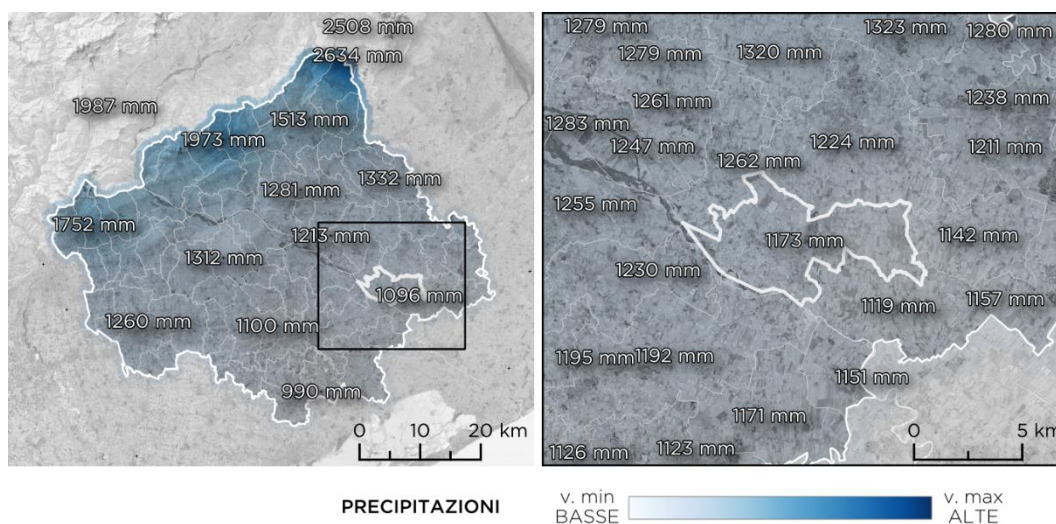 2508 mm
2634 mm
1987 mm
1513 mm
1973 mm
1332 mm
1281 mm
1752 mm
1213 mm
1312 mm
1096 mm
1260 mm
1100 mm
990 mm
0 10 20 km
1279 mm
1323 mm
1280 mm
1279 mm
1320 mm
1261 mm
1238 mm
1283 mm
1247 mm
1224 mm
1211 mm
1262 mm
1255 mm
1173 mm
1142 mm
1230 mm
1119 mm
1157 mm
1195 mm
1192 mm
1151 mm
1171 mm
1126 mm
1123 mm
0 5 km
PRECIPITAZIONI
v. min
BASSE
v. max
ALTE